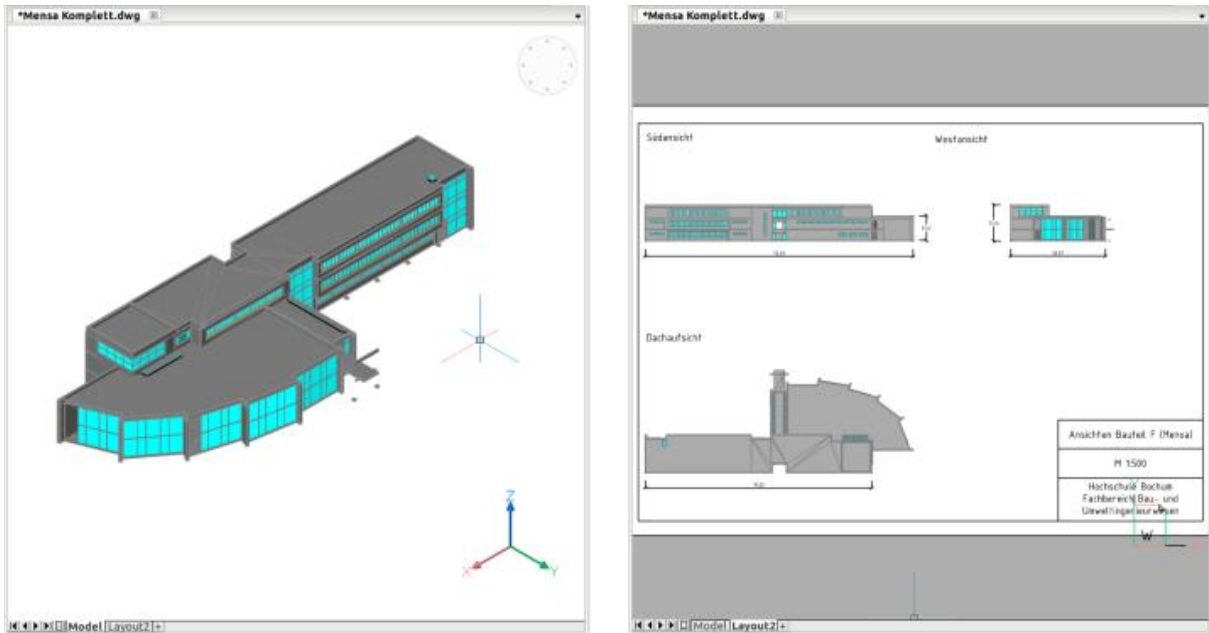 *Mensa Komplett.dwg
Z
X
Y
Model Layout2 +
*Mensa Komplett.dwg
Südansicht
Westansicht
Dachaufsicht
Ansichten Bauteil F (Mensa)
M 1:500
Hochschule Bochum
Fachbereich Bau- und
Umweltingenieurwesen
W
Model Layout2 +